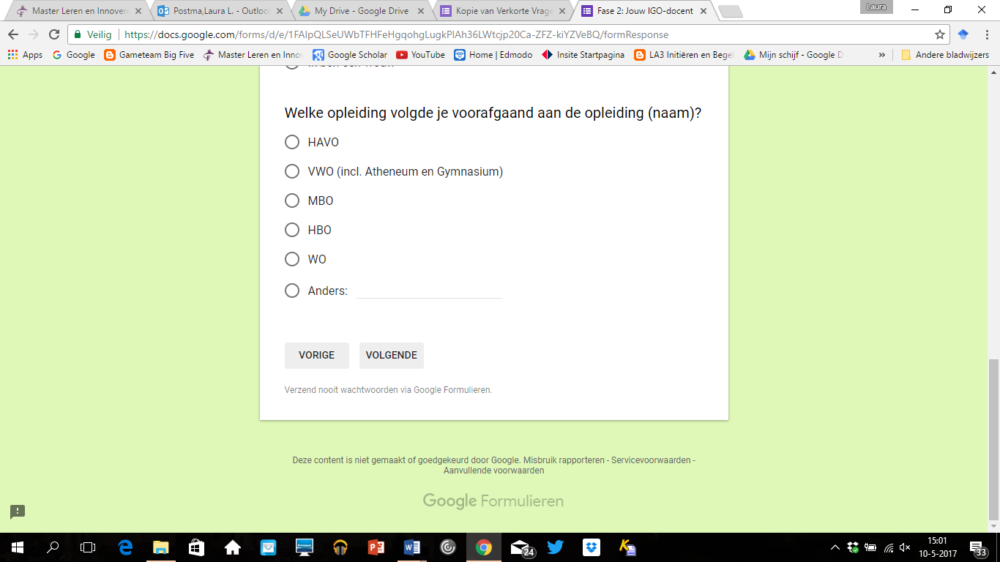 Master Leren en Innovere
Postma,Laura L. - Outloo
My Drive - Google Drive
Kopie van Verkorte Vrage
Fase 2: Jouw IGO-docent
Laura
Veilig
https://docs.google.com/forms/d/e/1FAIpQLSeUWbTFHFeHgqohgLugkPIAh36LWtcjp20Ca-ZFZ-kiYZVeBQ/formResponse
Apps
Google
Gameteam Big Five
Master Leren en Inno
Google Scholar
YouTube
Home | Edmodo
Insite Startpagina
LA3 Initiëren en Bege
Mijn schijf - Google D
»
Andere bladwijzers
Welke opleiding volgde je voorafgaand aan de opleiding (naam)?
HAVO
VWO (incl. Atheneum en Gymnasium)
MBO
HBO
WO
Anders:
VORIGE
VOLGENDE
Verzend nooit wachtwoorden via Google Formulieren.
Deze content is niet gemaakt of goedgekeurd door Google. Misbruik rapporteren - Servicevoorwaarden -
Aanvullende voorwaarden
Google Formulieren
24
15:01
10-5-2017
33